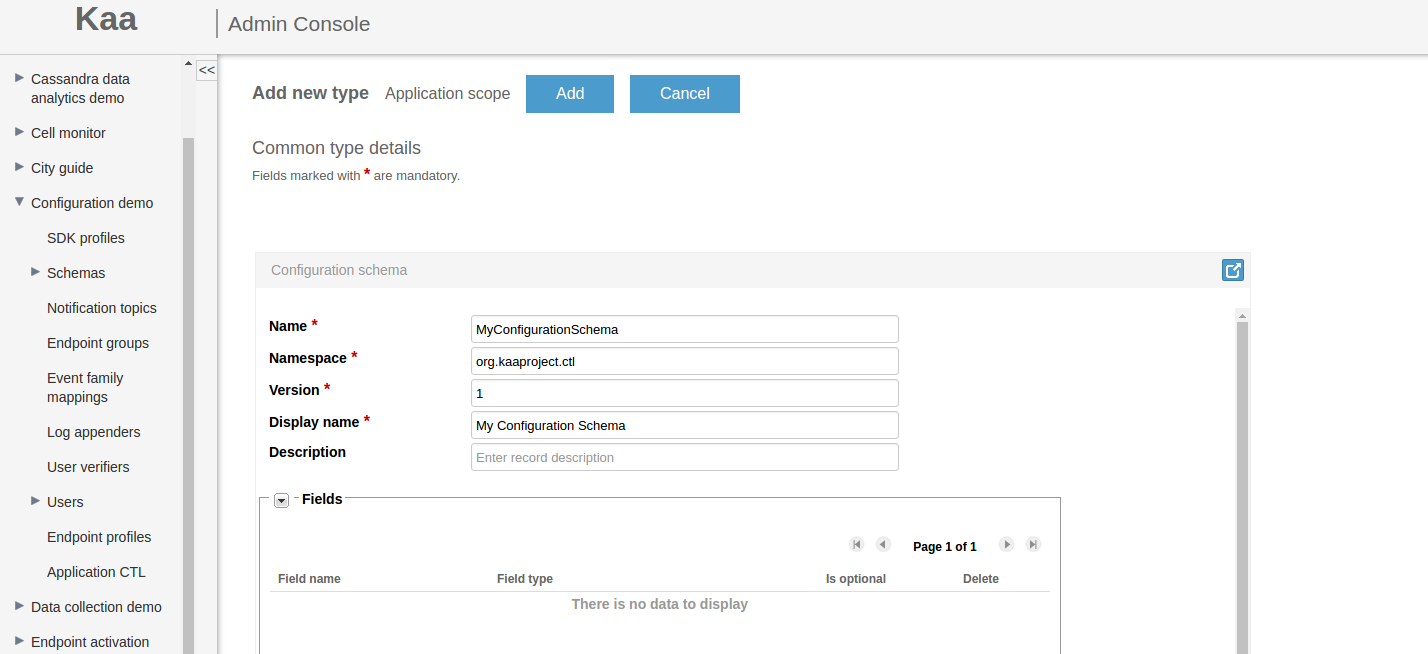 Kaa
Admin Console
<<
Cassandra data
analytics demo
Cell monitor
City guide
Configuration demo
SDK profiles
Schemas
Notification topics
Endpoint groups
Event family
mappings
Log appenders
User verifiers
Users
Endpoint profiles
Application CTL
Data collection demo
Endpoint activation
Add new type Application scope Add Cancel
Common type details
Fields marked with * are mandatory.
Configuration schema
Name * MyConfigurationSchema
Namespace * org.kaaproject.ctl
Version * 1
Display name * My Configuration Schema
Description Enter record description
Fields
Page 1 of 1
Field name Field type Is optional Delete
There is no data to display